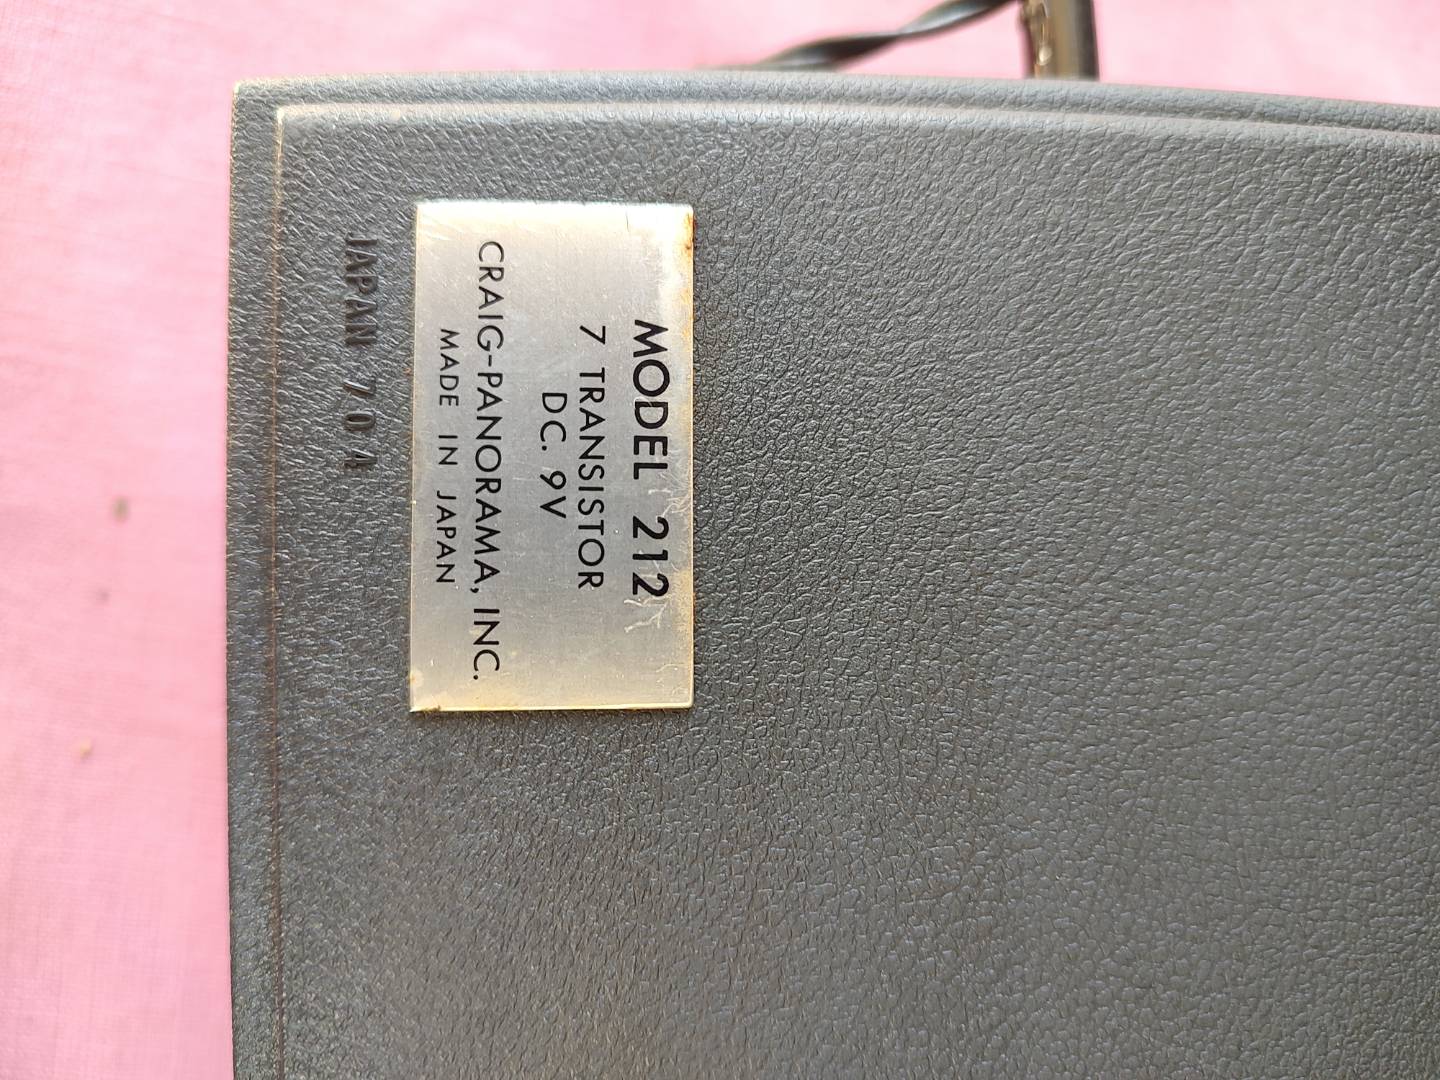 MODEL 212
7 TRANSISTOR
DC. 9V
CRAIG-PANORAMA, INC.
MADE IN JAPAN
JAPAN 704